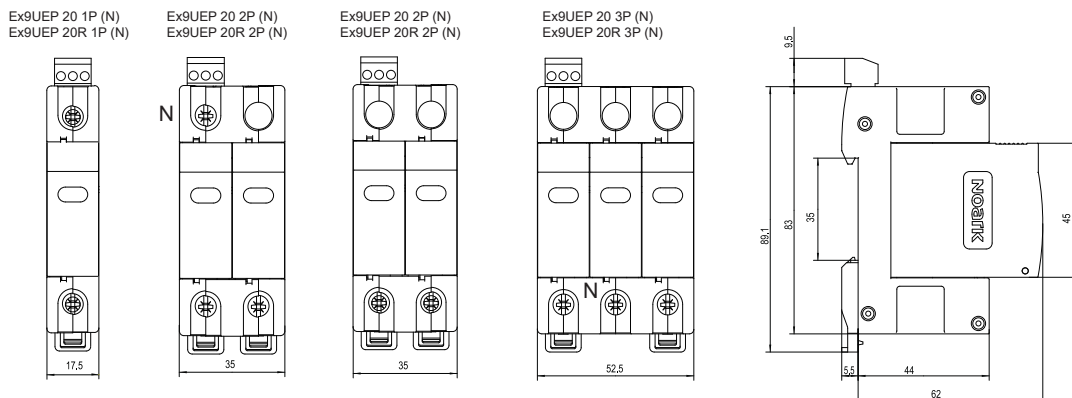 Ex9UEP 20 1P (N)
Ex9UEP 20R 1P (N)
Ex9UEP 20 2P (N)
Ex9UEP 20R 2P (N)
Ex9UEP 20 2P (N)
Ex9UEP 20R 2P (N)
Ex9UEP 20 3P (N)
Ex9UEP 20R 3P (N)
N
N
17,5
35
35
52,5
9,5
89,1
83
35
NOARK
45
5,5
44
62